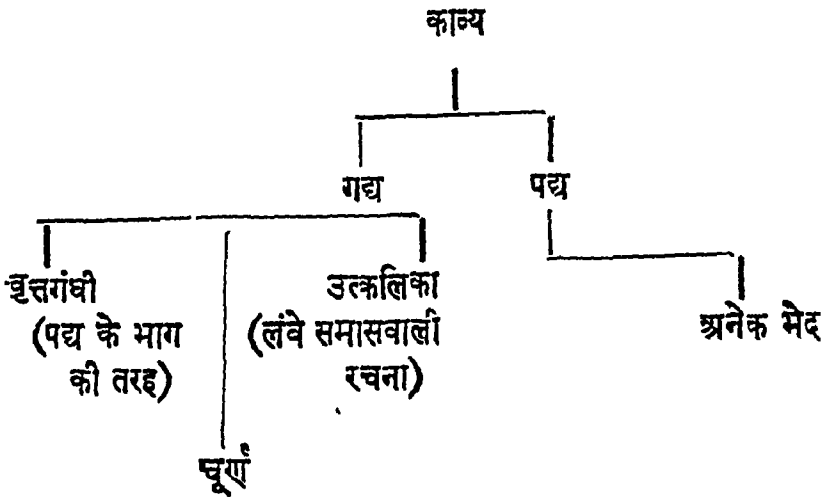 काव्य
गद्य पद्य
वृत्तगंधी उत्कलिका
(पद्य के भाग (लंबे समासवाली अनेक भेद
की तरह) रचना)
चूर्ण